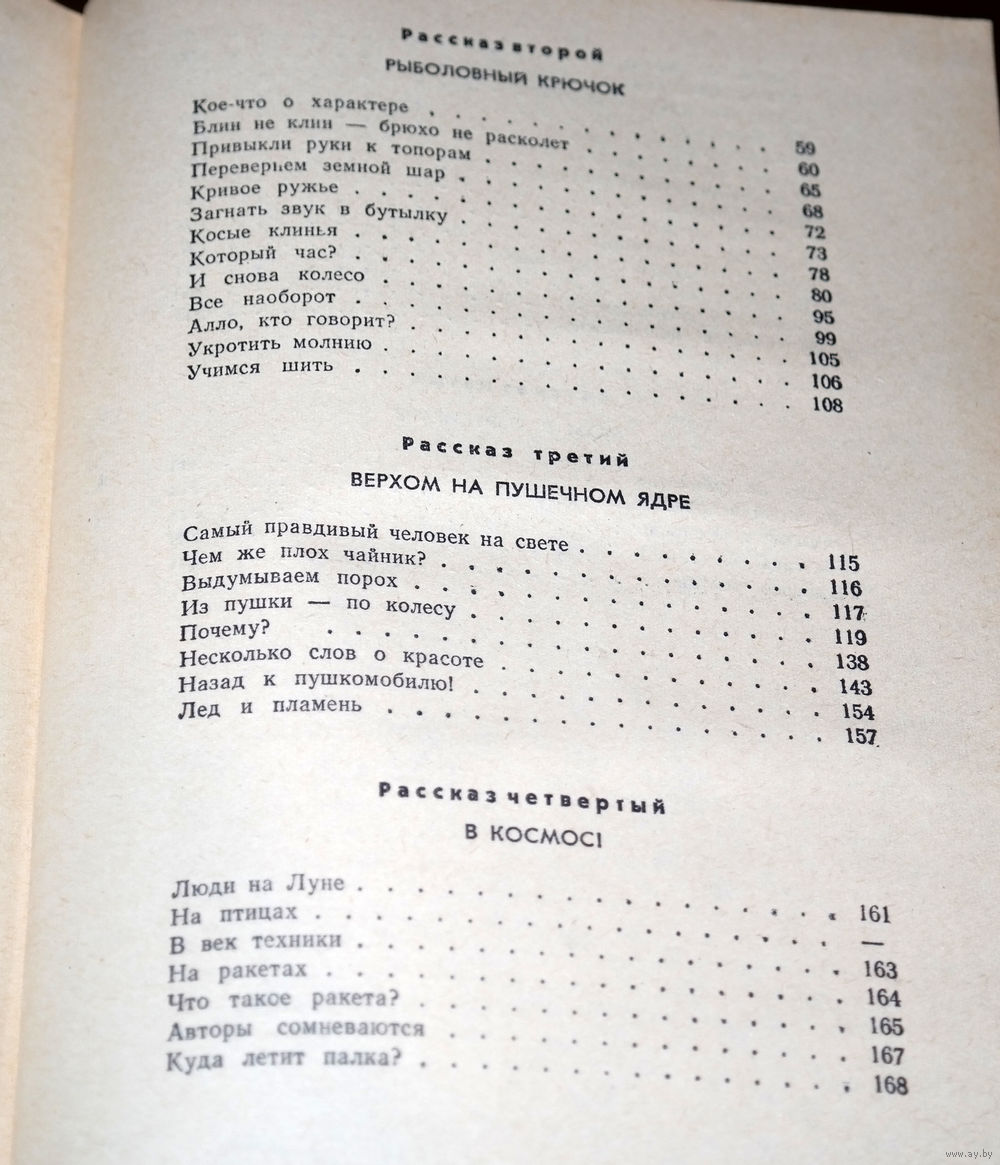 Рассказ второй
РЫБОЛОВНЫЙ КРЮЧОК
Кое-что о характере . . . . . . . . . . . 59
Блин не клин — брюхо не расколет . . . . . . . 60
Привыкли руки к топорам . . . . . . . . . . 65
Перевернем земной шар . . . . . . . . . . . 68
Кривое ружье . . . . . . . . . . . . . . 72
Загнать звук в бутылку . . . . . . . . . . . 73
Косые клинья . . . . . . . . . . . . . . 78
Который час? . . . . . . . . . . . . . . 80
И снова колесо . . . . . . . . . . . . . 95
Все наоборот . . . . . . . . . . . . . . 99
Алло, кто говорит? . . . . . . . . . . . . 105
Укротить молнию . . . . . . . . . . . . . 106
Учимся шить . . . . . . . . . . . . . . 108
Рассказ третий
ВЕРХОМ НА ПУШЕЧНОМ ЯДРЕ
Самый правдивый человек на свете . . . . . . . . 115
Чем же плох чайник? . . . . . . . . . . . . 116
Выдумываем порох . . . . . . . . . . . . . 117
Из пушки — по колесу . . . . . . . . . . . . 119
Почему? . . . . . . . . . . . . . . . . 138
Несколько слов о красоте . . . . . . . . . . . 143
Назад к пушкомобилю! . . . . . . . . . . . . 154
Лед и пламень . . . . . . . . . . . . . . 157
Рассказ четвертый
В КОСМОС!
Люди на Луне . . . . . . . . . . . . . . 161
На птицах . . . . . . . . . . . . . . . —
В век техники . . . . . . . . . . . . . . 163
На ракетах . . . . . . . . . . . . . . . 164
Что такое ракета? . . . . . . . . . . . . . 165
Авторы сомневаются . . . . . . . . . . . . 167
Куда летит палка? . . . . . . . . . . . . . 168
www.ay.by